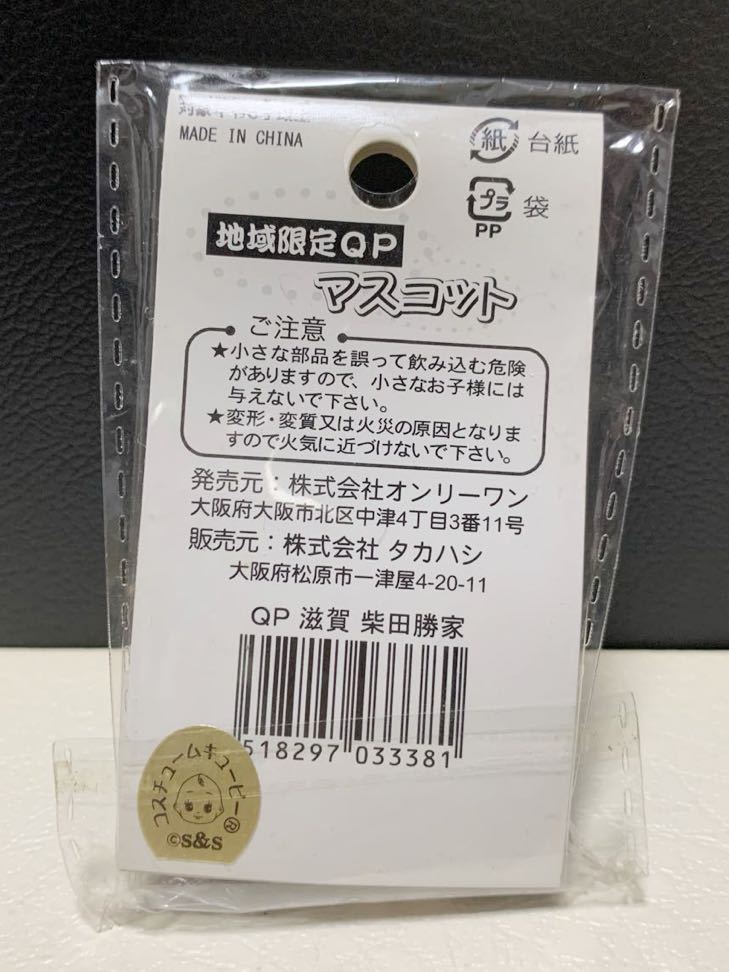 MADE IN CHINA
紙 台紙
プラ 袋
PP
地域限定QP
マスコット
ご注意
★小さな部品を誤って飲み込む危険
がありますので、小さなお子様には
与えないで下さい。
★変形・変質又は火災の原因となりま
すので火気に近づけないで下さい。
発売元：株式会社オンリーワン
大阪府大阪市北区中津4丁目3番11号
販売元：株式会社 タカハシ
大阪府松原市一津屋4-20-11
QP 滋賀 柴田勝家
518297 033381
コスチュームキューピー®
©S&S